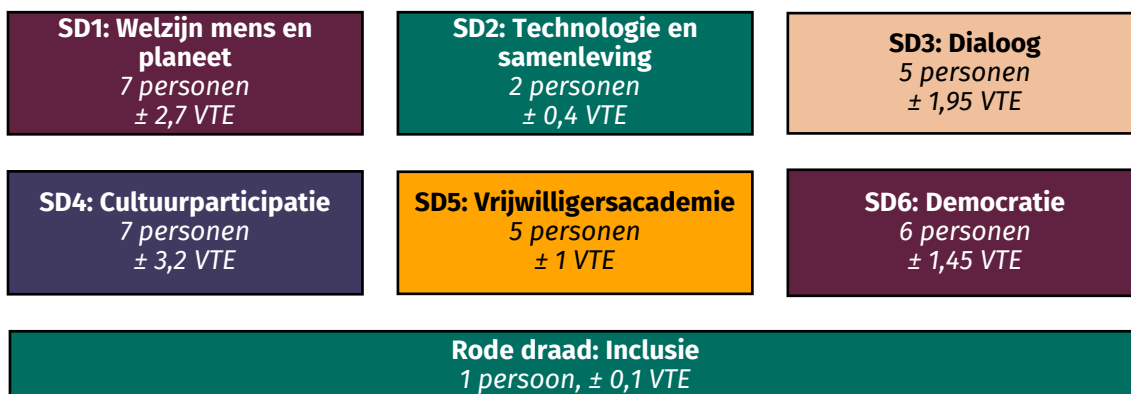 SD1: Welzijn mens en
planeet
7 personen
± 2,7 VTE
SD2: Technologie en
samenleving
2 personen
± 0,4 VTE
SD3: Dialoog
5 personen
± 1,95 VTE
SD4: Cultuurparticipatie
7 personen
± 3,2 VTE
SD5: Vrijwilligersacademie
5 personen
± 1 VTE
SD6: Democratie
6 personen
± 1,45 VTE
Rode draad: Inclusie
1 persoon, ± 0,1 VTE